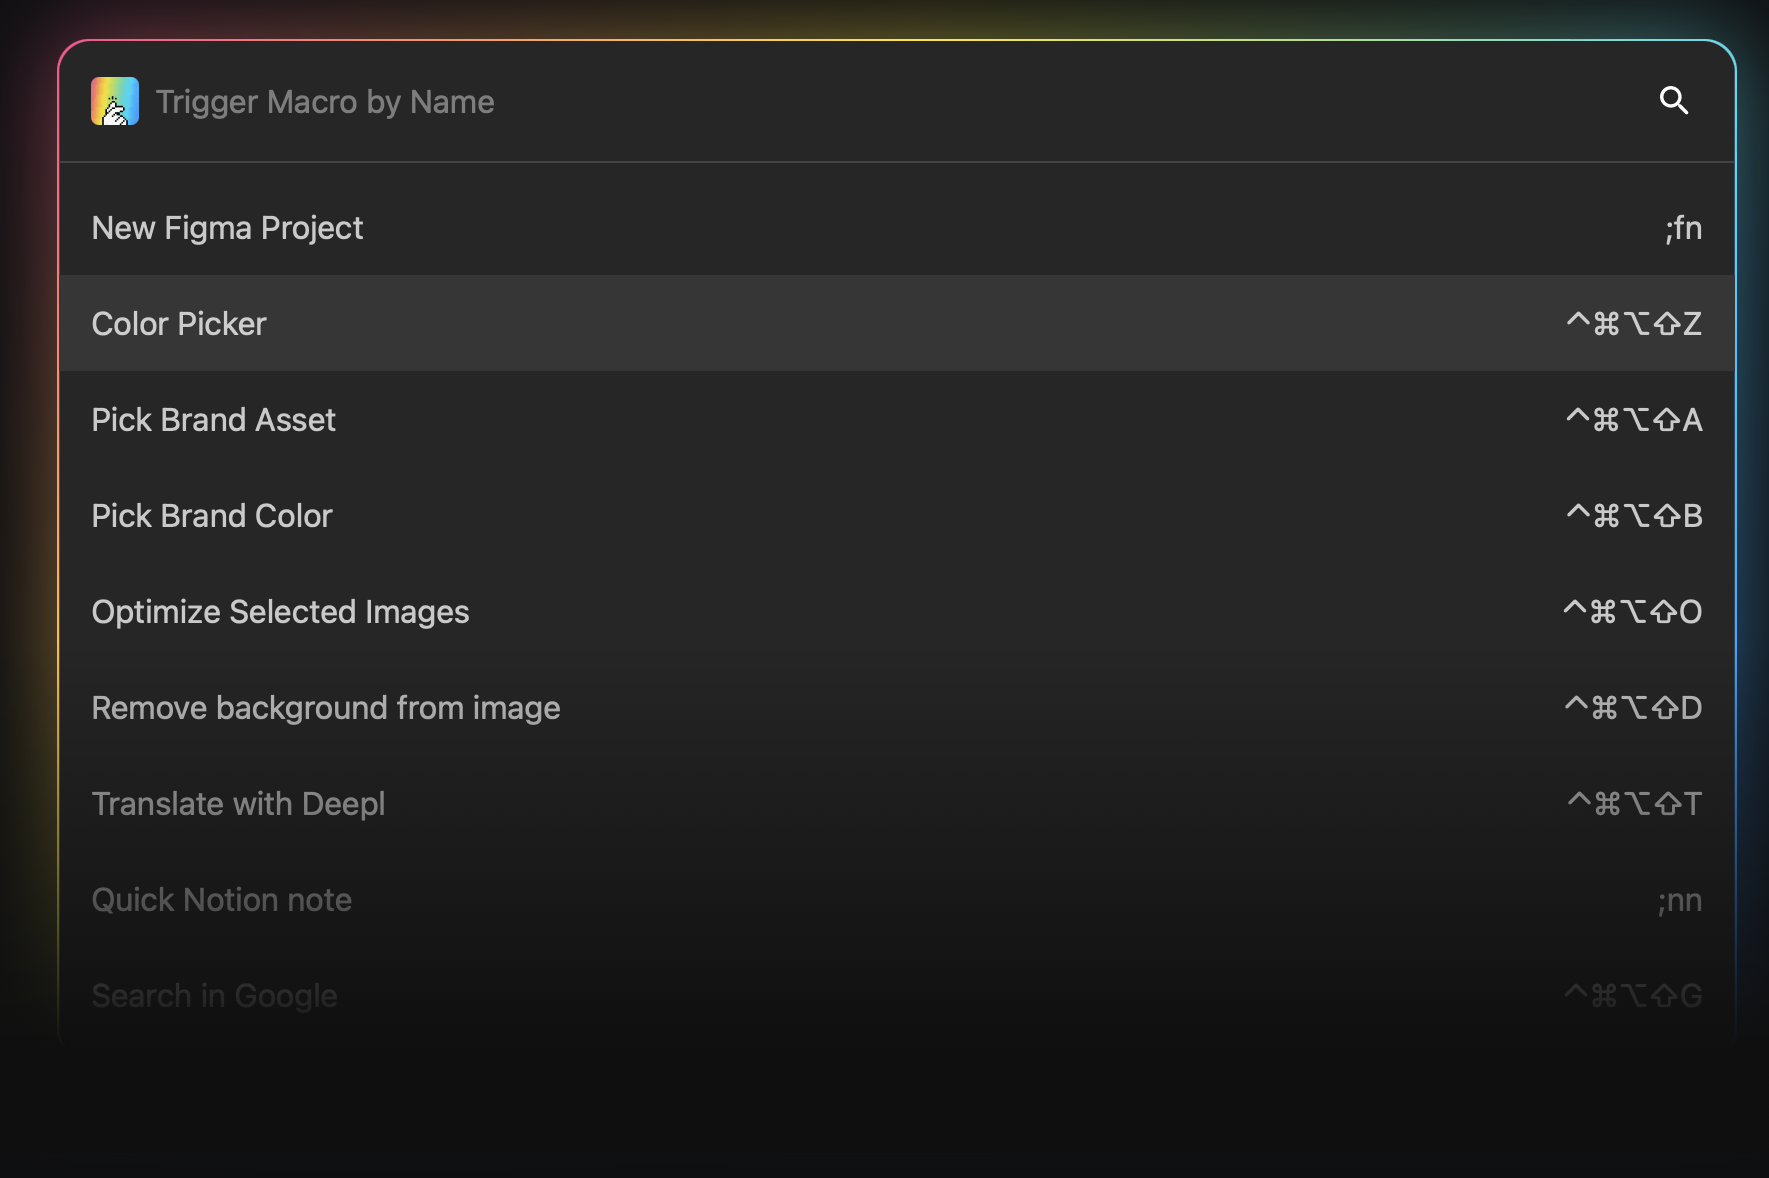 Trigger Macro by Name
New Figma Project ;fn
Color Picker ^⌘⌥⇧Z
Pick Brand Asset ^⌘⌥⇧A
Pick Brand Color ^⌘⌥⇧B
Optimize Selected Images ^⌘⌥⇧O
Remove background from image ^⌘⌥⇧D
Translate with Deepl ^⌘⌥⇧T
Quick Notion note ;nn
Search in Google ^⌘⌥⇧G